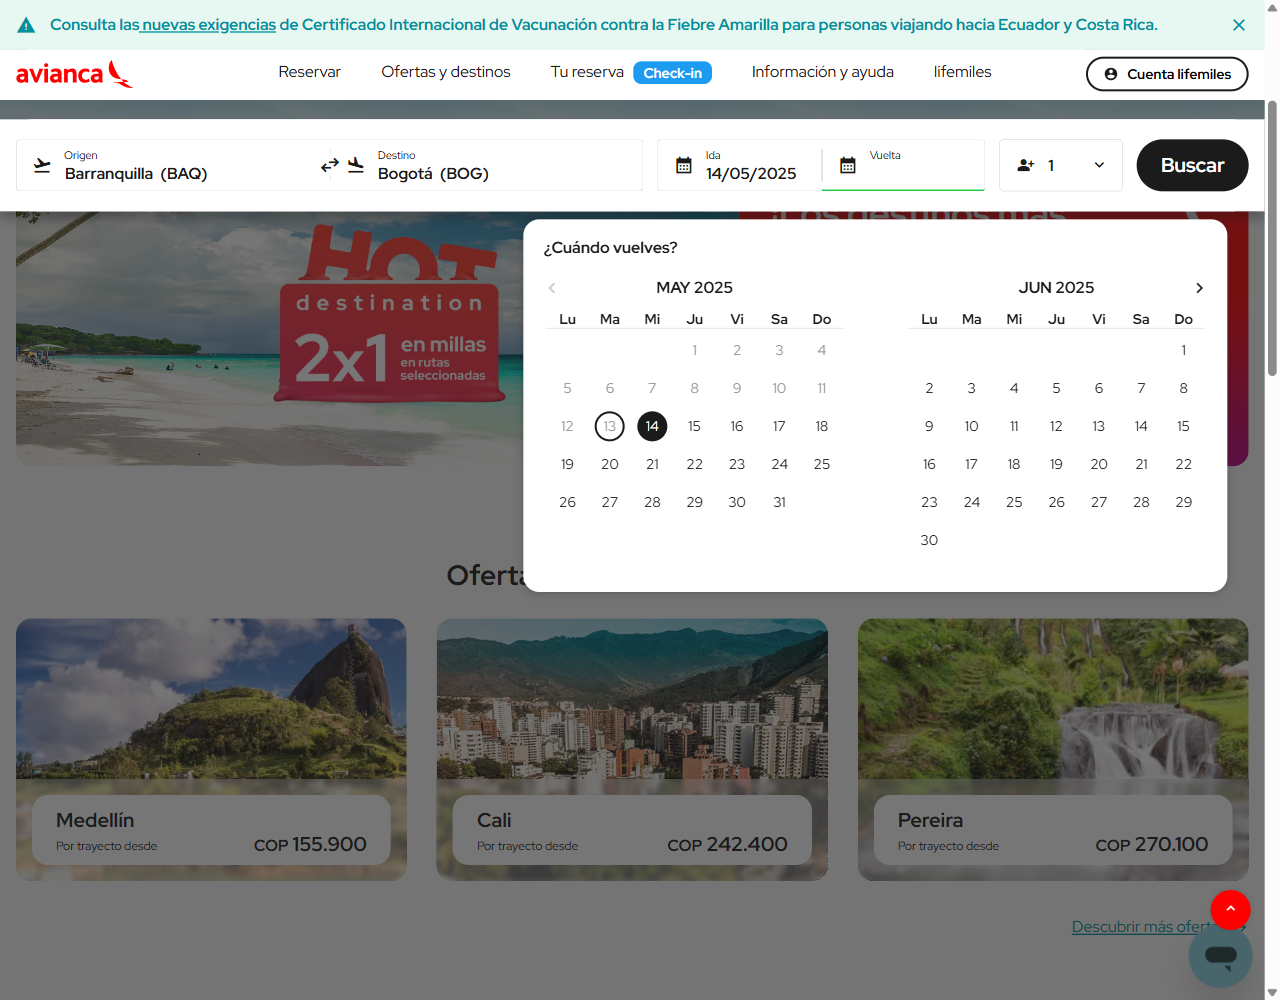 Consulta las nuevas exigencias de Certificado Internacional de Vacunación contra la Fiebre Amarilla para personas viajando hacia Ecuador y Costa Rica.
avianca
Reservar
Ofertas y destinos
Tu reserva
Check-in
Información y ayuda
lifemiles
Cuenta lifemiles
Origen
Barranquilla (BAQ)
Destino
Bogotá (BOG)
Ida
14/05/2025
Vuelta
1
Buscar
HOT
destination
2x1
en millas
en rutas
seleccionadas
¿Cuándo vuelves?
MAY 2025
Lu Ma Mi Ju Vi Sa Do
1 2 3 4
5 6 7 8 9 10 11
12 13 14 15 16 17 18
19 20 21 22 23 24 25
26 27 28 29 30 31
JUN 2025
Lu Ma Mi Ju Vi Sa Do
1
2 3 4 5 6 7 8
9 10 11 12 13 14 15
16 17 18 19 20 21 22
23 24 25 26 27 28 29
30
Medellín
Por trayecto desde
COP 155.900
Cali
Por trayecto desde
COP 242.400
Pereira
Por trayecto desde
COP 270.100
Descubrir más